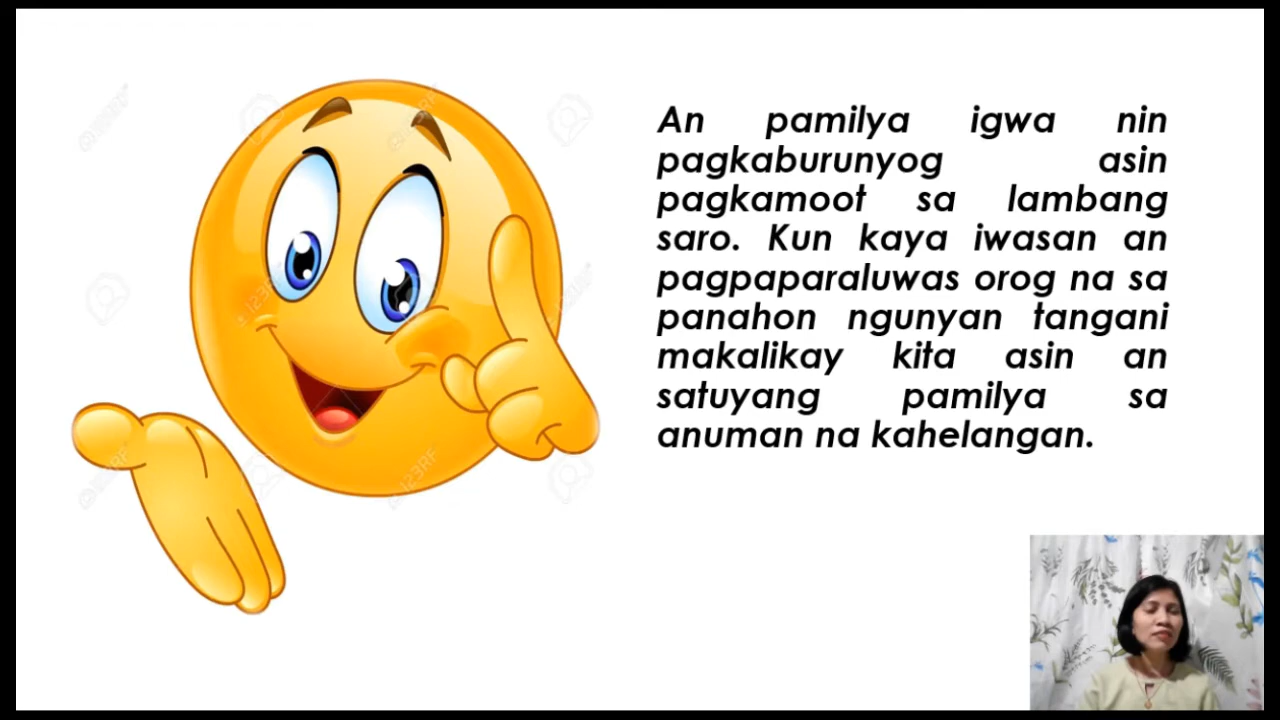 An pamilya igwa nin
pagkaburunyog asin
pagkamoot sa lambang
saro. Kun kaya iwasan an
pagpaparaluwas orog na sa
panahon ngunyan tangani
makalikay kita asin an
satuyang pamilya sa
anuman na kahelangan.